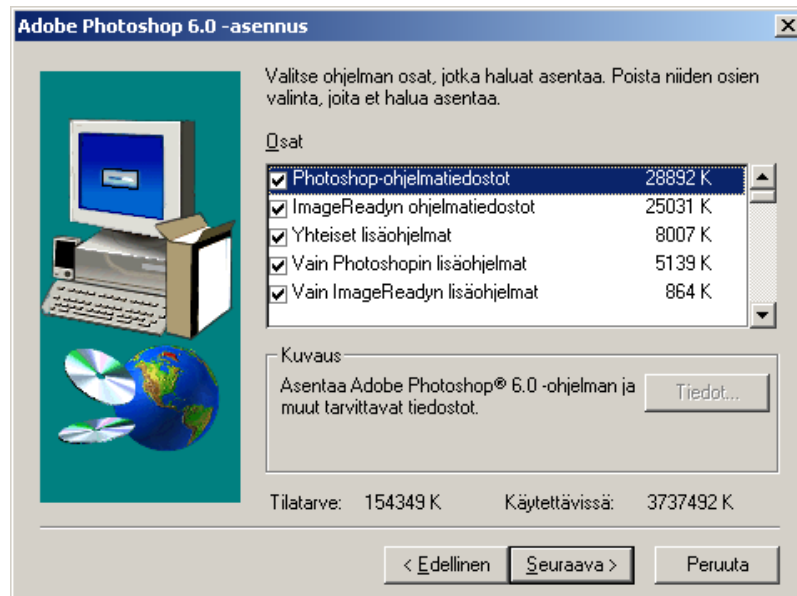 Adobe Photoshop 6.0 -asennus
Valitse ohjelman osat, jotka haluat asentaa. Poista niiden osien
valinta, joita et halua asentaa.
Osat
Photoshop-ohjelmatiedostot 28892 K
ImageReadyn ohjelmatiedostot 25031 K
Yhteiset lisäohjelmat 8007 K
Vain Photoshopin lisäohjelmat 5139 K
Vain ImageReadyn lisäohjelmat 864 K
Kuvaus
Asentaa Adobe Photoshop® 6.0 -ohjelman ja
muut tarvittavat tiedostot.
Tiedot...
Tilatarve: 154349 K Käytettävissä: 3737492 K
< Edellinen Seuraava > Peruuta